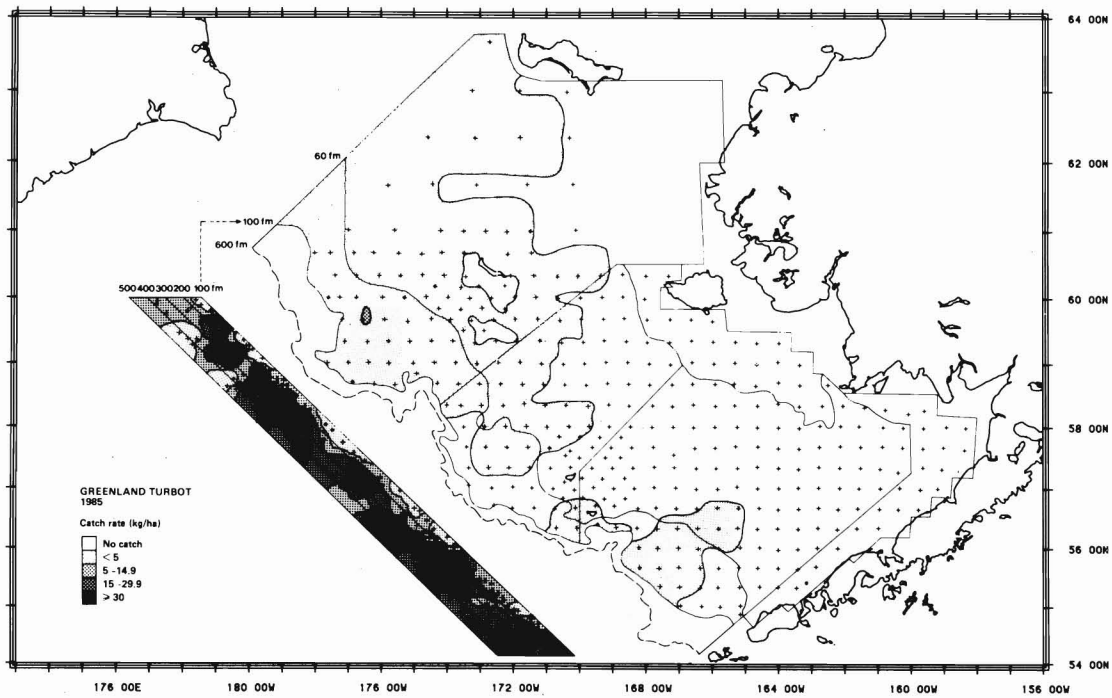 64 00N
62 00N
60 00N
58 00N
56 00N
54 00N
60 fm
100 fm
600 fm
500 400 300 200 100 fm
GREENLAND TURBOT
1985
Catch rate (kg/ha)
No catch
< 5
5 -14.9
15 -29.9
⩾ 30
176 00E
180 00W
176 00W
172 00W
168 00W
164 00W
160 00W
156 00W